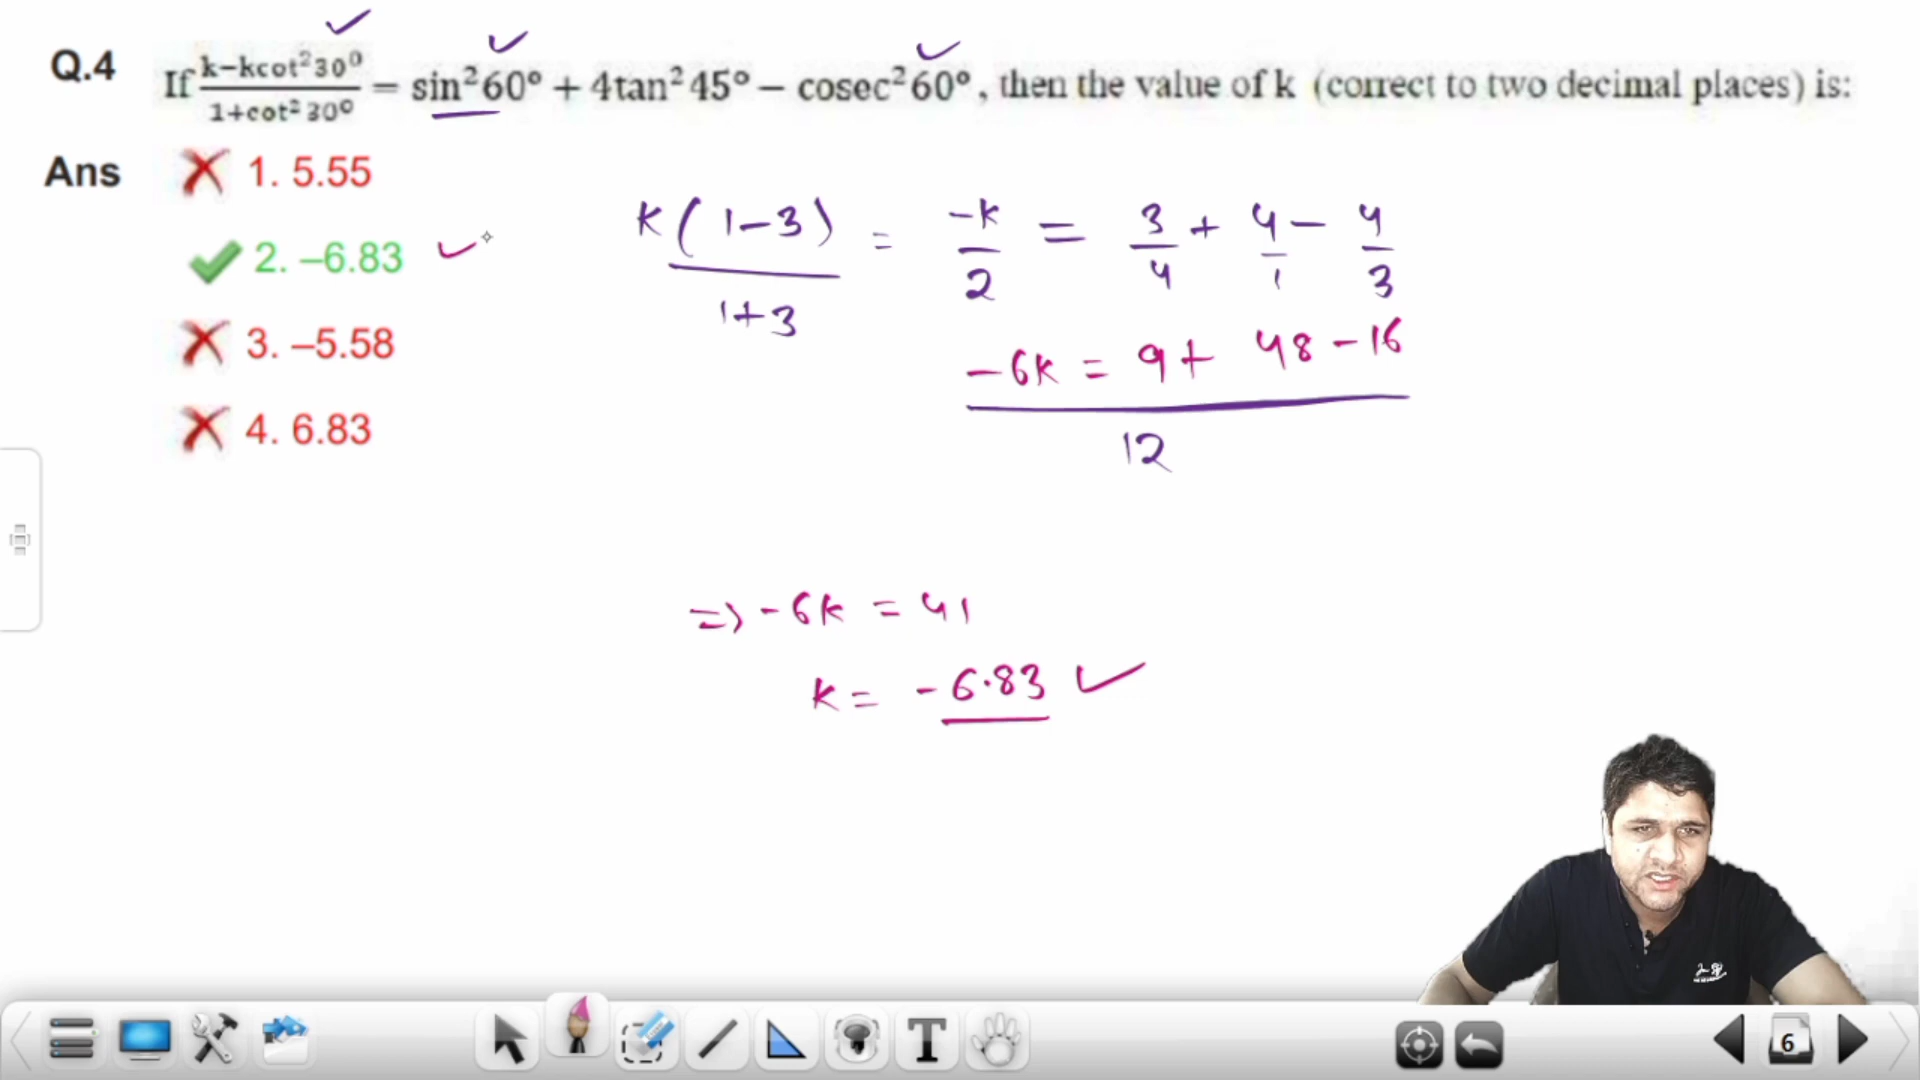 Q.4 If k–kcot²30⁰ / 1+cot²30⁰ = sin²60° + 4tan²45° – cosec²60°, then the value of k (correct to two decimal places) is:
Ans 1. 5.55
2. –6.83
3. –5.58
4. 6.83
k(1-3) / 1+3 = -k/2 = 3/4 + 4/1 - 4/3
-6k = 9 + 48 - 16
12
=> -6k = 41
k = -6.83
T
6